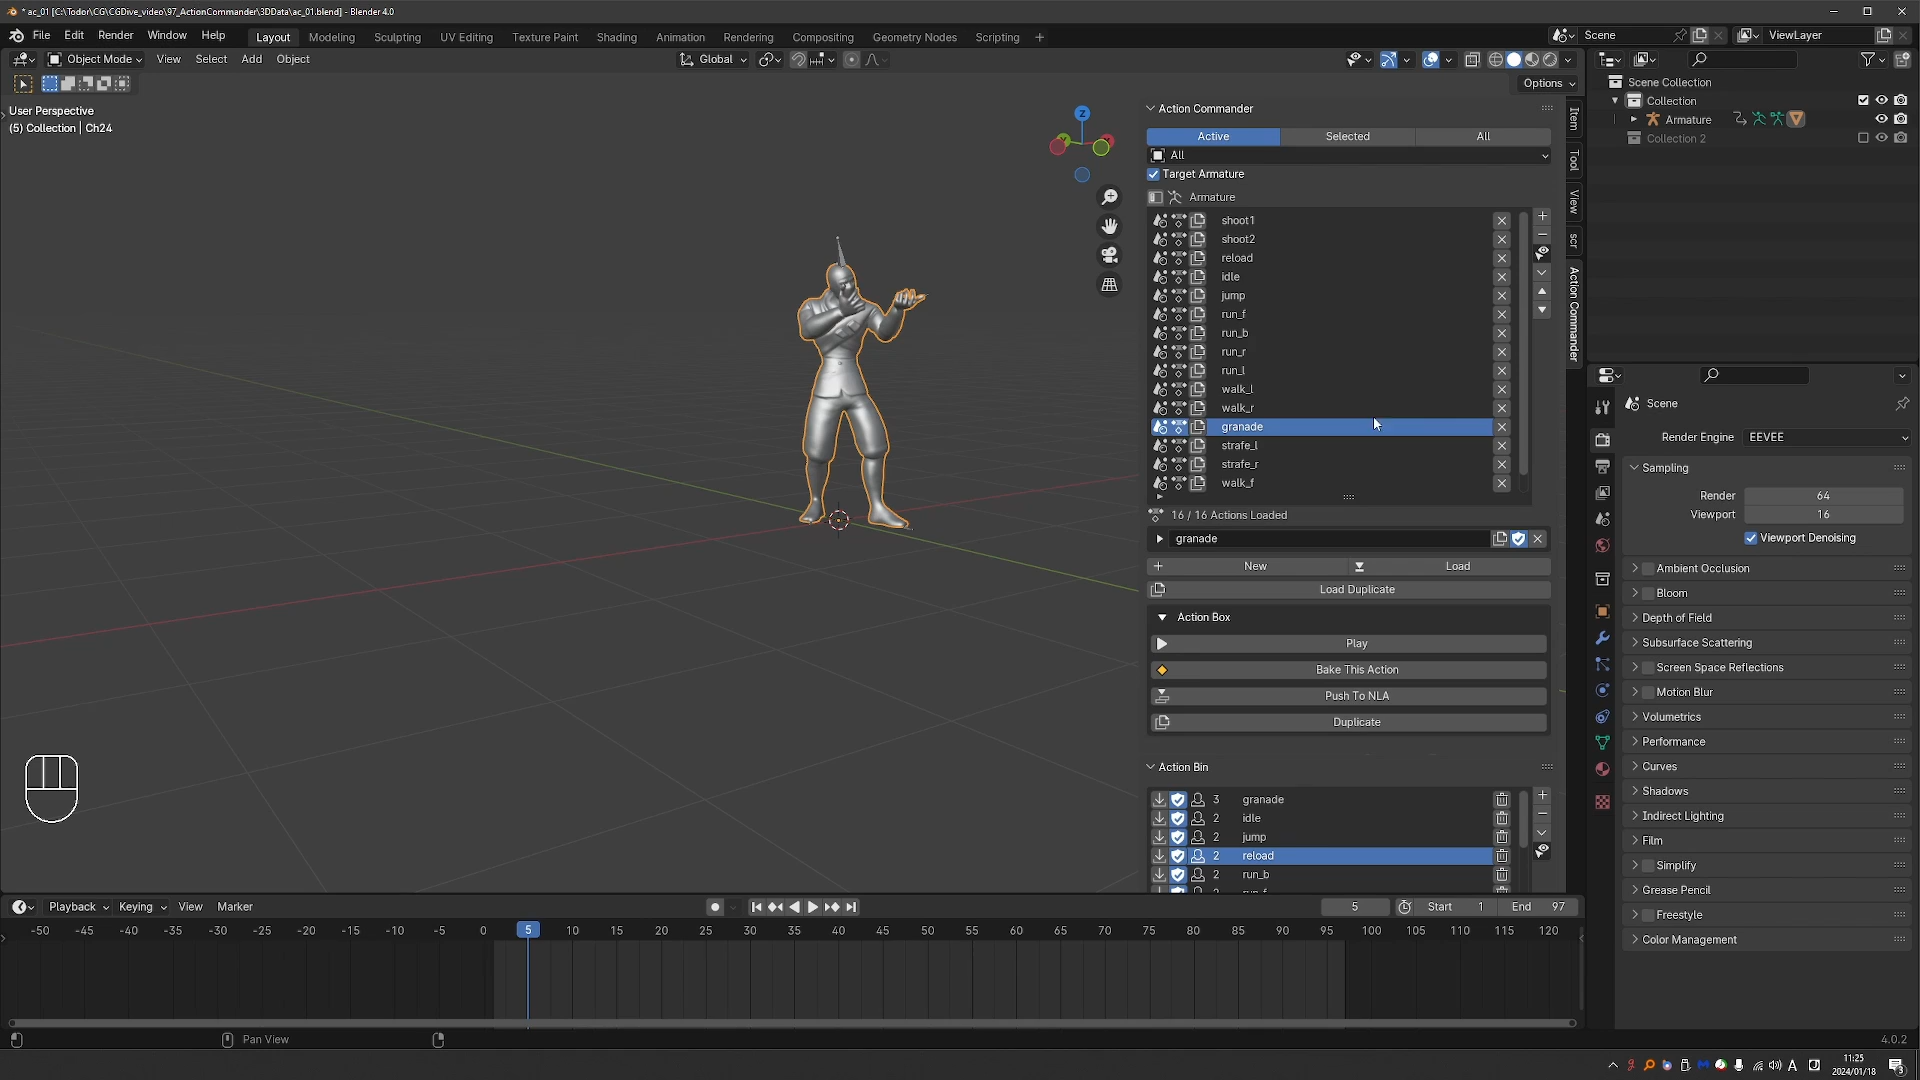 * ac_01 [C:\Todor\CG\CGDive_video\97_ActionCommander\3DData\ac_01.blend] - Blender 4.0
File Edit Render Window Help
Layout Modeling Sculpting UV Editing Texture Paint Shading Rendering Compositing Geometry Nodes Scripting
Scene
ViewLayer
Object Mode View Select Add Object
Global
Options
User Perspective
(5) Collection | Ch24
Z
Action Commander
Active Selected All
All
Target Armature
Armature
shoot1
shoot2
reload
idle
jump
run_f
run_b
run_r
run_l
walk_l
walk_r
granade
strafe_l
strafe_r
walk_f
16 / 16 Actions Loaded
granade
New Load
Load Duplicate
Action Box
Play
Bake This Action
Push To NLA
Duplicate
Action Bin
3 granade
2 idle
2 jump
2 reload
2 run_b
Item
Tool
View
scr
Action Commander
Scene Collection
Collection
Armature
Collection 2
Scene
Render Engine EEVEE
Sampling
Render 64
Viewport 16
Viewport Denoising
Ambient Occlusion
Bloom
Depth of Field
Subsurface Scattering
Screen Space Reflections
Motion Blur
Volumetrics
Performance
Curves
Shadows
Indirect Lighting
Film
Simplify
Grease Pencil
Freestyle
Color Management
Playback Keying View Marker
5 Start 1 End 97
-50 -45 -40 -35 -30 -25 -20 -15 -10 -5 0 5 10 15 20 25 30 35 40 45 50 55 60 65 70 75 80 85 90 95 100 105 110 115 120
Pan View
4.0.2
A
11:25
2024/01/18
3